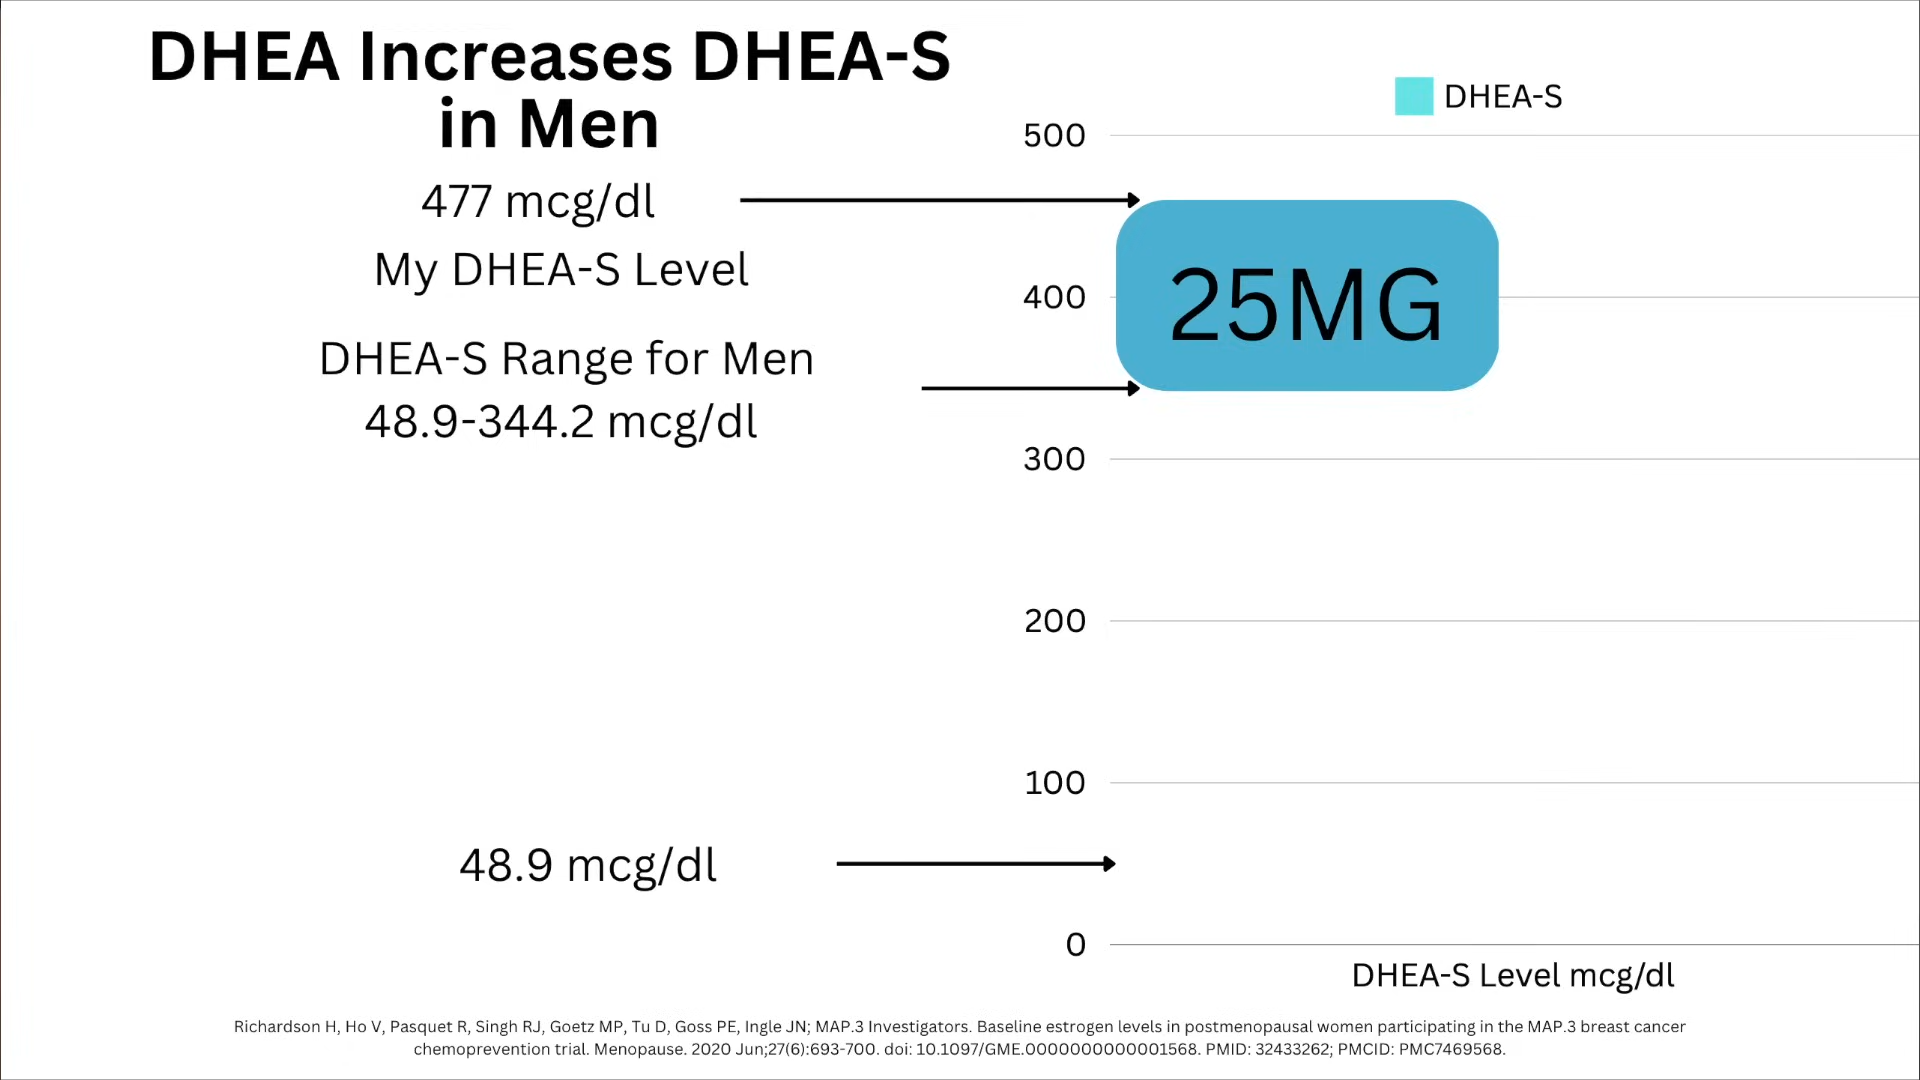 DHEA Increases DHEA-S
in Men
477 mcg/dl
My DHEA-S Level
DHEA-S Range for Men
48.9-344.2 mcg/dl
48.9 mcg/dl
DHEA-S
500
400
300
200
100
0
25MG
DHEA-S Level mcg/dl
Richardson H, Ho V, Pasquet R, Singh RJ, Goetz MP, Tu D, Goss PE, Ingle JN; MAP.3 Investigators. Baseline estrogen levels in postmenopausal women participating in the MAP.3 breast cancer
chemoprevention trial. Menopause. 2020 Jun;27(6):693-700. doi: 10.1097/GME.0000000000001568. PMID: 32433262; PMCID: PMC7469568.